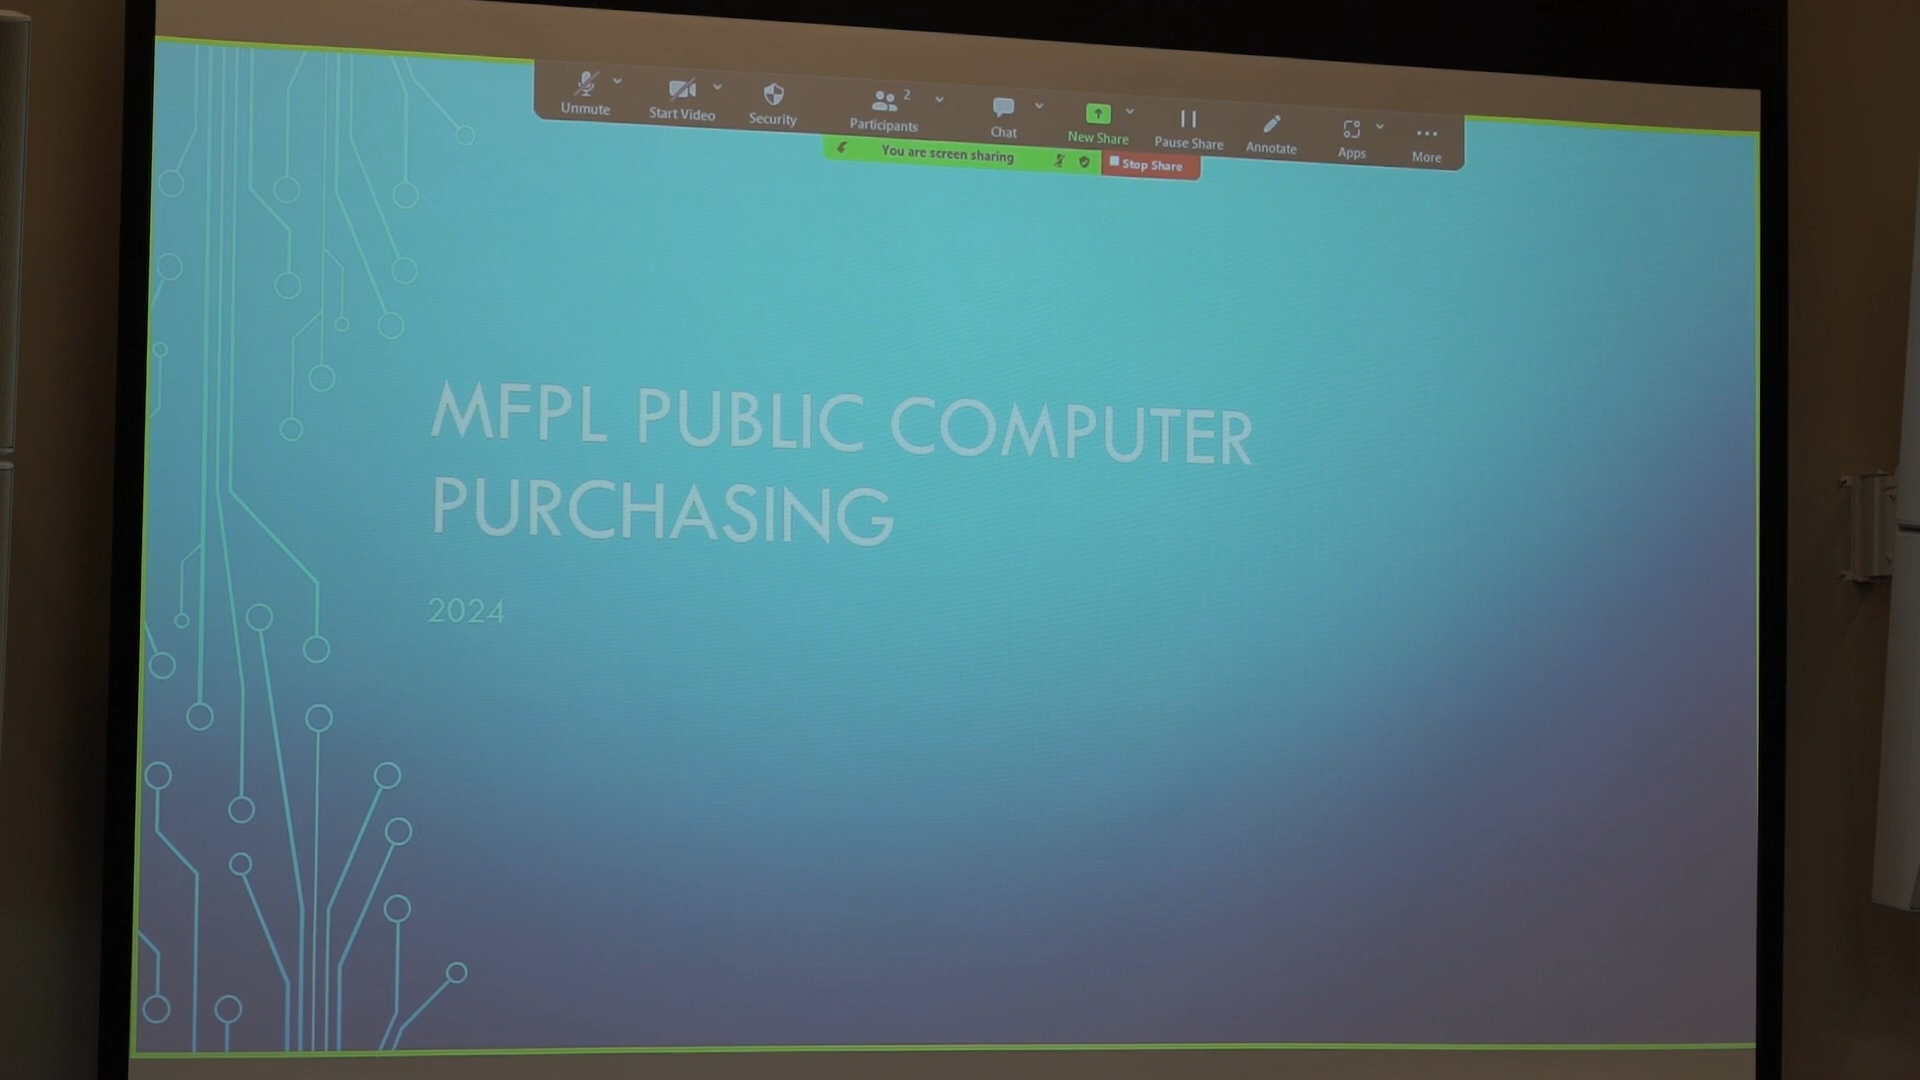 Unmute
Start Video
Security
Participants
2
Chat
New Share
Pause Share
Annotate
Apps
More
You are screen sharing
Stop Share
MFPL PUBLIC COMPUTER
PURCHASING
2024